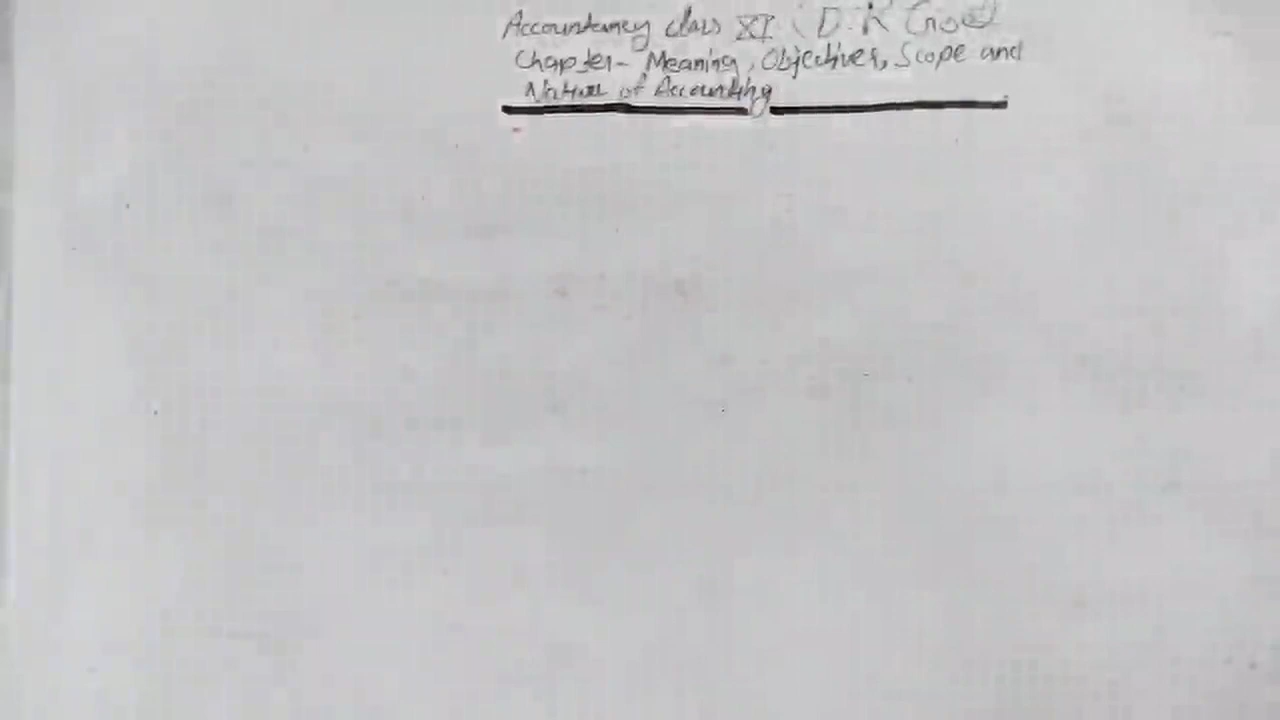 Accountancy class XI (D.K Goel)
Chapter- Meaning, Objectives, Scope and
Nature of Accounting